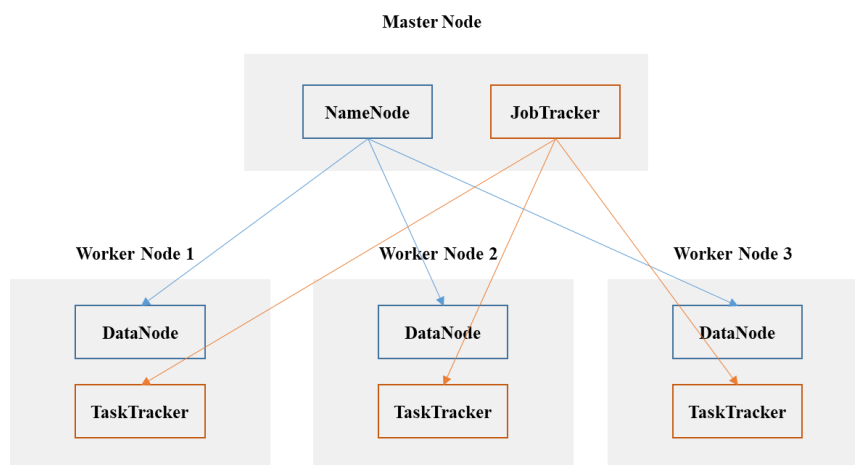 Master Node
NameNode
JobTracker
Worker Node 1
Worker Node 2
Worker Node 3
DataNode
DataNode
DataNode
TaskTracker
TaskTracker
TaskTracker